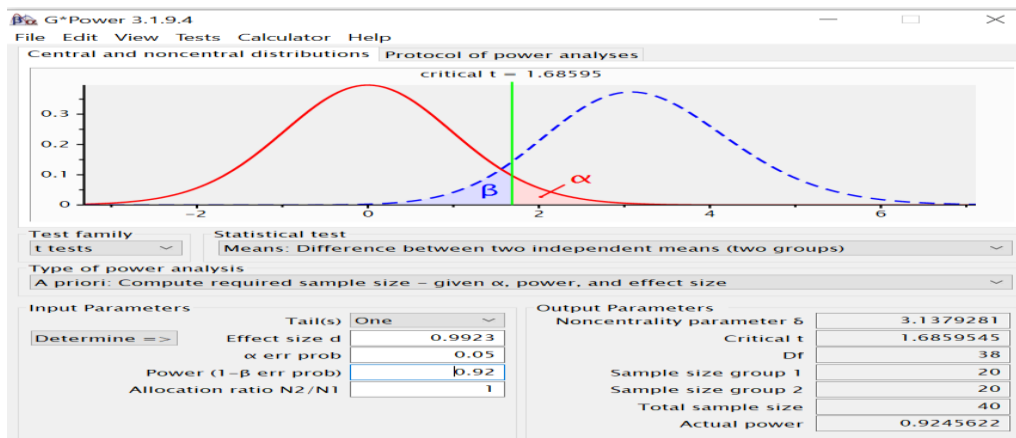 G*Power 3.1.9.4
File Edit View Tests Calculator Help
Central and noncentral distributions Protocol of power analyses
critical t = 1.68595
0.3
0.2
0.1
0
β α
−2 0 2 4 6
Test family Statistical test
t tests Means: Difference between two independent means (two groups)
Type of power analysis
A priori: Compute required sample size – given α, power, and effect size
Input Parameters Output Parameters
Tail(s) One Noncentrality parameter δ 3.1379281
Determine => Effect size d 0.9923 Critical t 1.6859545
α err prob 0.05 Df 38
Power (1-β err prob) 0.92 Sample size group 1 20
Allocation ratio N2/N1 1 Sample size group 2 20
Total sample size 40
Actual power 0.9245622